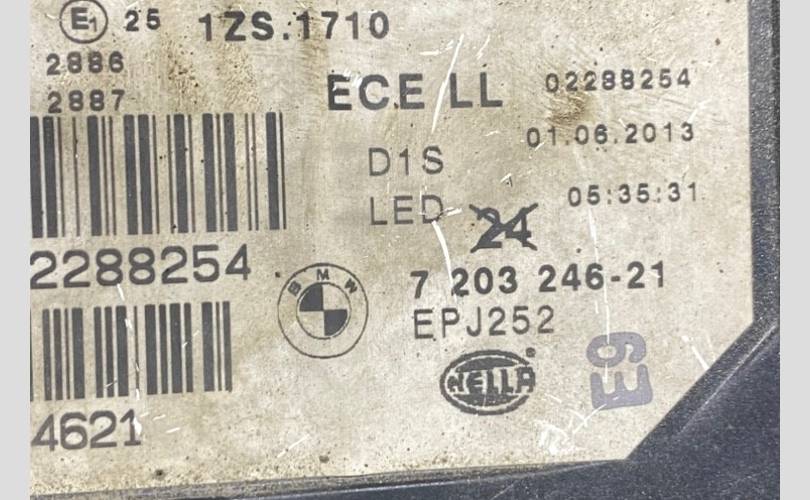 E1 25 1ZS.1710
2886
2887
ECE LL 02288254
01.06.2013
D1S
LED 05:35:31
24
2288254
BMW
7 203 246-21
EPJ252
HELLA
E9
4621